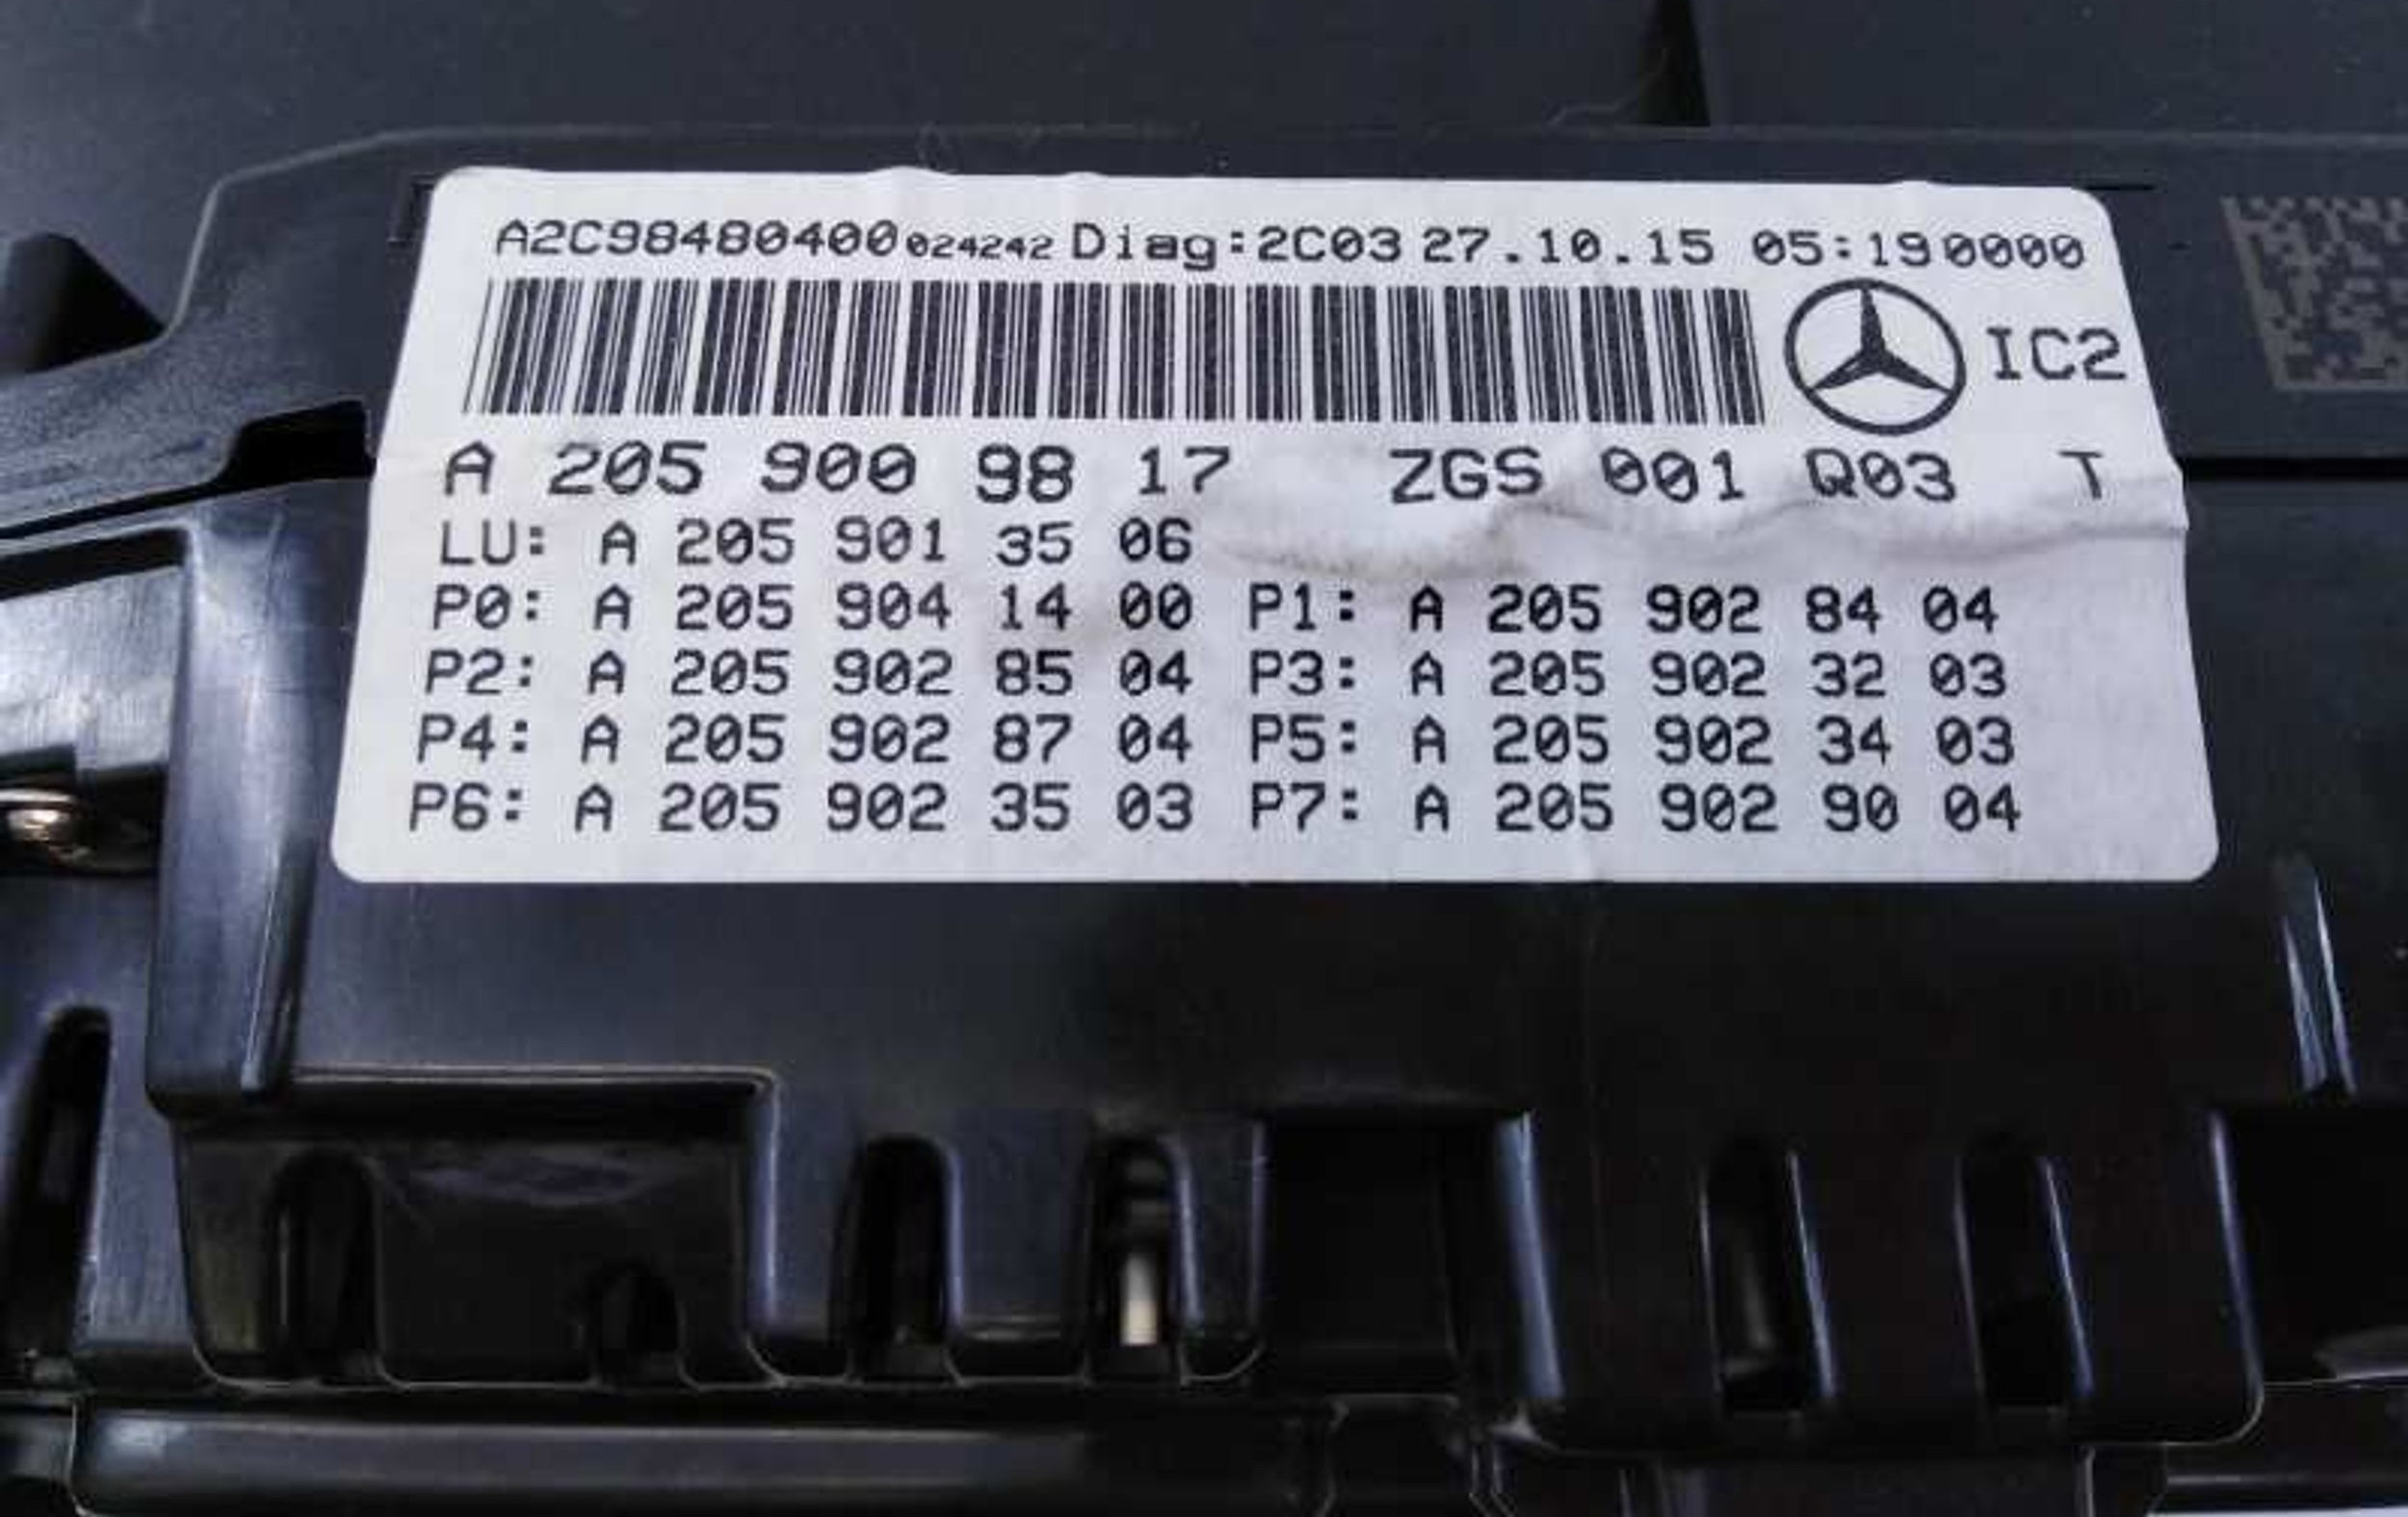 A2C98480400024242 Diag:2C03 27.10.15 05:190000
IC2
A 205 900 98 17 ZGS 001 Q03 T
LU: A 205 901 35 06
P0: A 205 904 14 00 P1: A 205 902 84 04
P2: A 205 902 85 04 P3: A 205 902 32 03
P4: A 205 902 87 04 P5: A 205 902 34 03
P6: A 205 902 35 03 P7: A 205 902 90 04